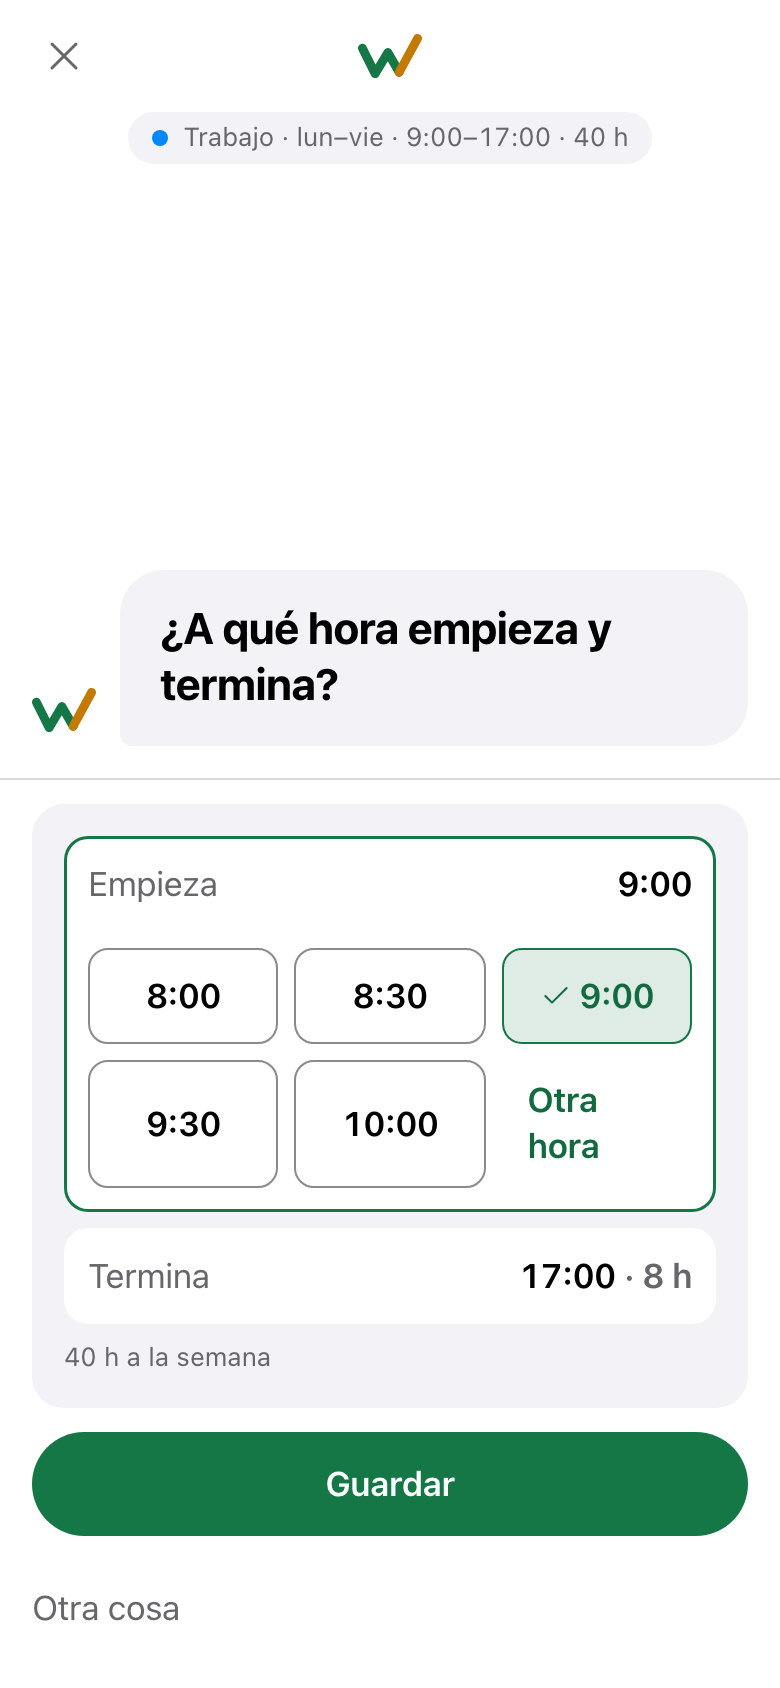 Trabajo · lun–vie · 9:00–17:00 · 40 h
¿A qué hora empieza y
termina?
Empieza 9:00
8:00 8:30 9:00
9:30 10:00 Otra
hora
Termina 17:00 · 8 h
40 h a la semana
Guardar
Otra cosa